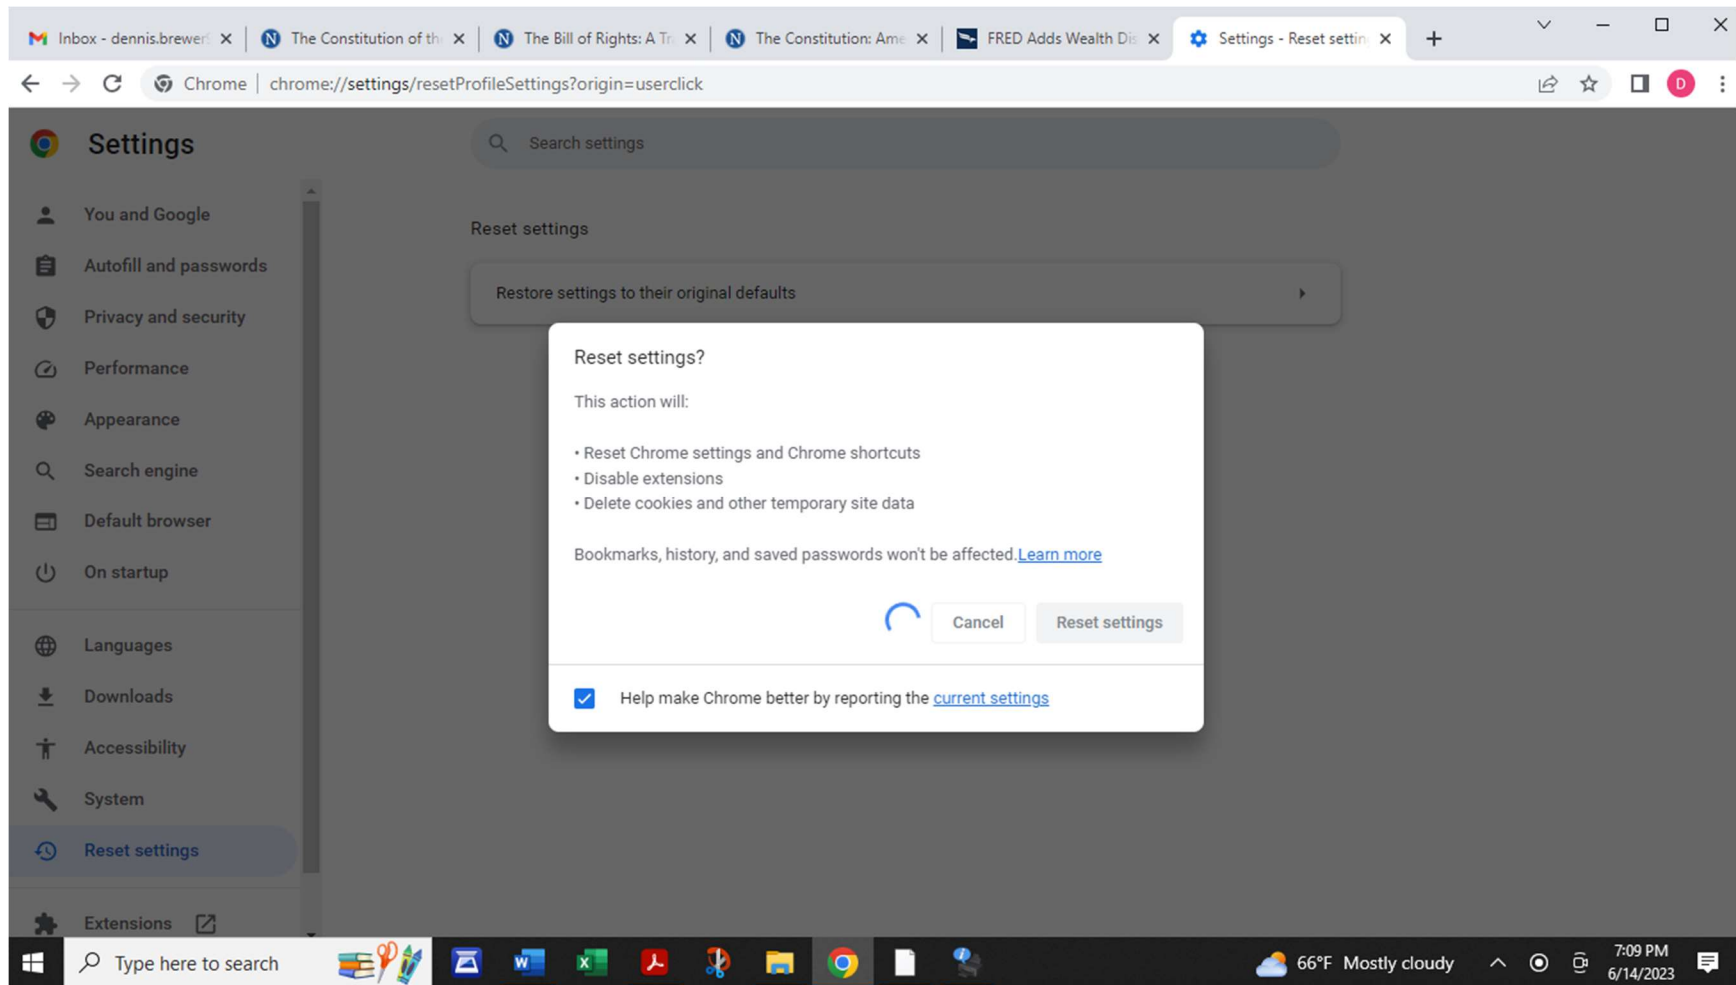 Inbox - dennis.brewer
The Constitution of th
The Bill of Rights: A Tr
The Constitution: Ame
FRED Adds Wealth Dis
Settings - Reset settin
Chrome | chrome://settings/resetProfileSettings?origin=userclick
D
Settings
Search settings
You and Google
Autofill and passwords
Privacy and security
Performance
Appearance
Search engine
Default browser
On startup
Languages
Downloads
Accessibility
System
Reset settings
Extensions
Reset settings
Restore settings to their original defaults
Reset settings?
This action will:
• Reset Chrome settings and Chrome shortcuts
• Disable extensions
• Delete cookies and other temporary site data
Bookmarks, history, and saved passwords won't be affected.Learn more
Cancel
Reset settings
Help make Chrome better by reporting the current settings
Type here to search
66°F Mostly cloudy
7:09 PM
6/14/2023